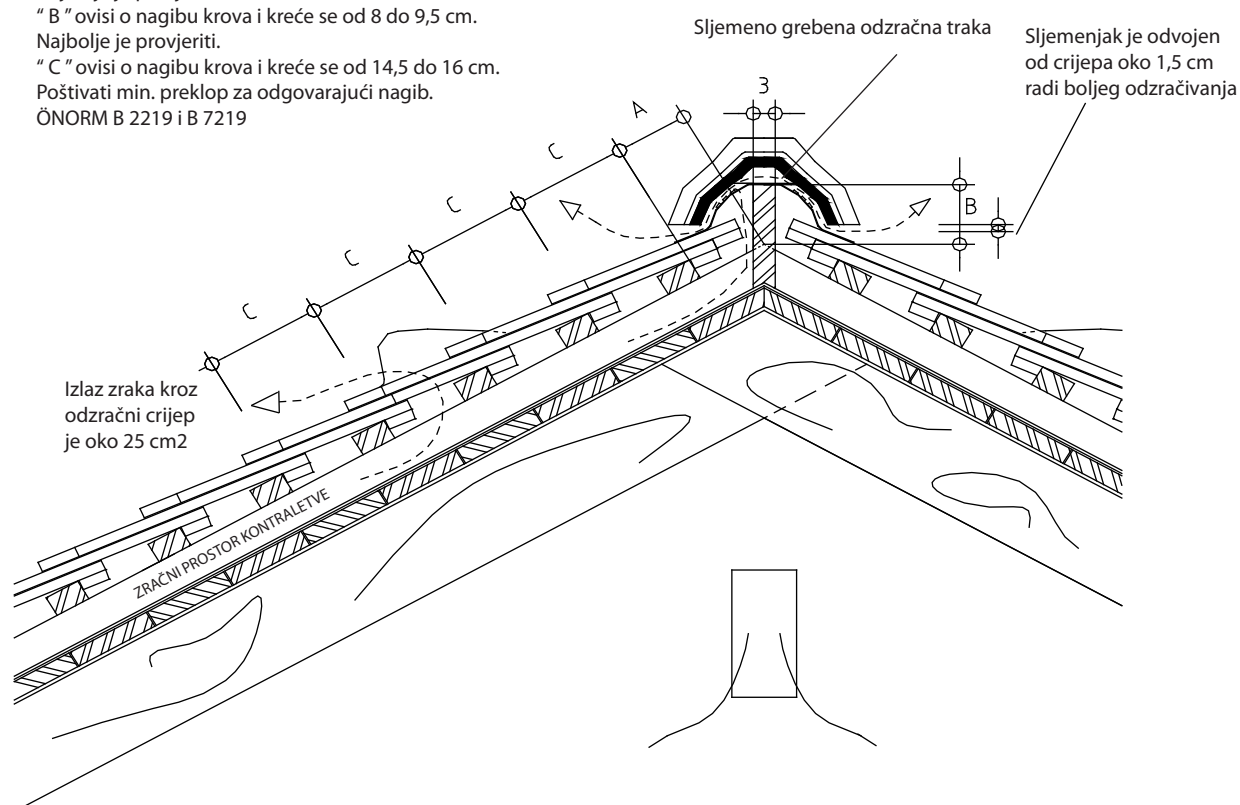 “ B ” ovisi o nagibu krova i kreće se od 8 do 9,5 cm.
Najbolje je provjeriti.
“ C ” ovisi o nagibu krova i kreće se od 14,5 do 16 cm.
Poštivati min. preklop za odgovarajući nagib.
ÖNORM B 2219 i B 7219
Sljemeno grebena odzračna traka
Sljemenjak je odvojen
od crijepa oko 1,5 cm
radi boljeg odzračivanja
3
A
C
C
C
C
B
Izlaz zraka kroz
odzračni crijep
je oko 25 cm2
ZRAČNI PROSTOR KONTRALETVE